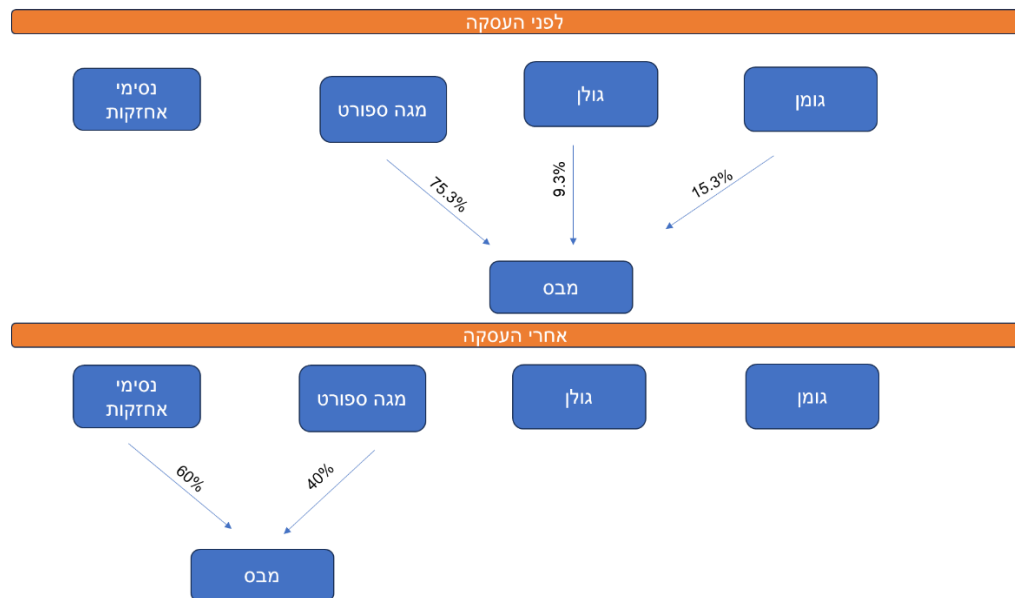 לפני העסקה
גומן
גולן
מגה ספורט
נסימי
אחזקות
15.3%
9.3%
75.3%
מבס
אחרי העסקה
גומן
גולן
מגה ספורט
נסימי
אחזקות
40%
60%
מבס